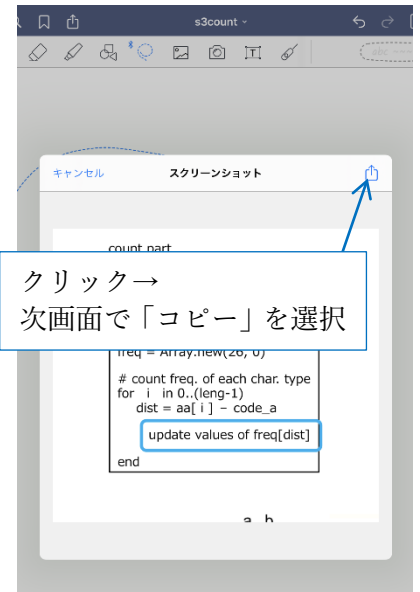 s3count
キャンセル
スクリーンショット
count part
クリック→
次画面で「コピー」を選択
freq = Array.new(26, 0)
# count freq. of each char. type
for i in 0..(leng-1)
dist = aa[ i ] – code_a
update values of freq[dist]
end
a b